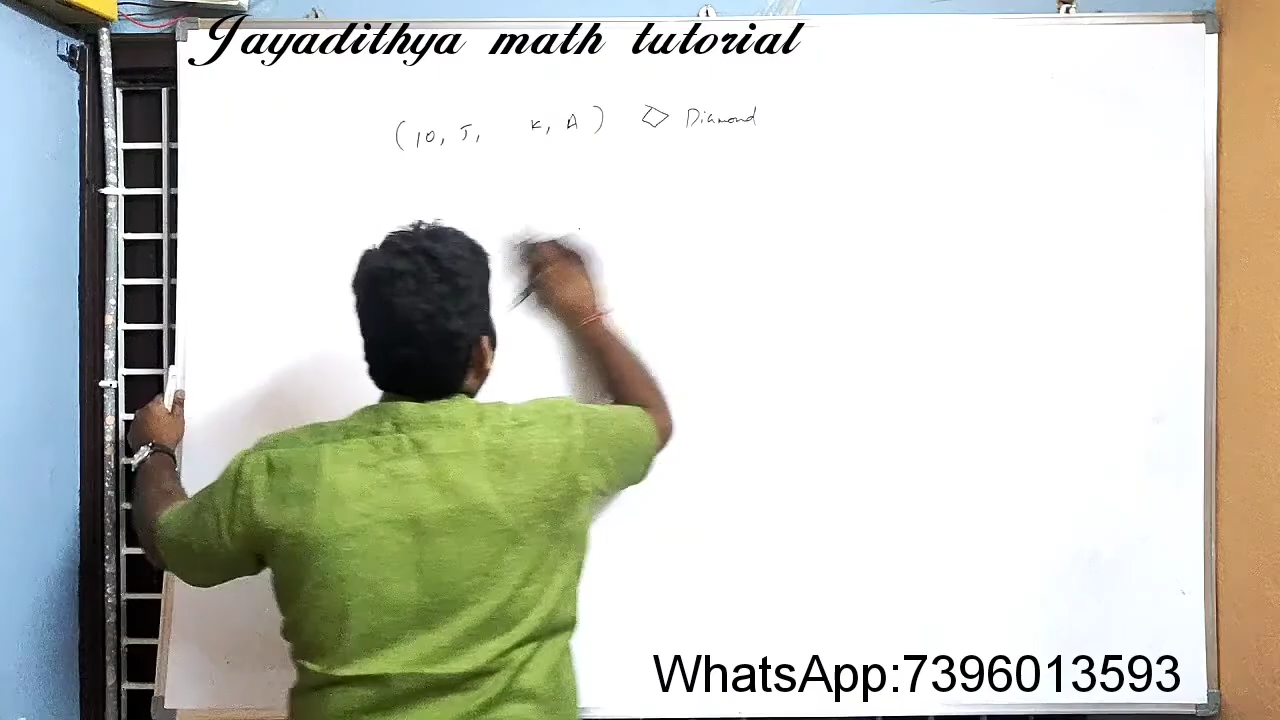 Jayadithya math tutorial
(10, J, K, A) ◇ Diamond
WhatsApp:7396013593